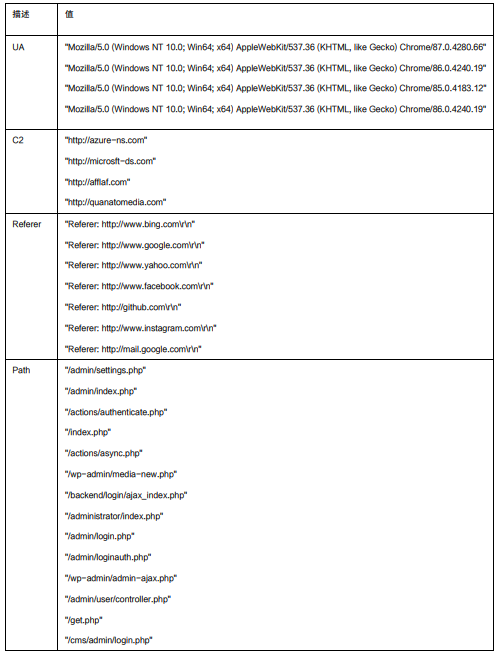 描述 值
UA "Mozilla/5.0 (Windows NT 10.0; Win64; x64) AppleWebKit/537.36 (KHTML, like Gecko) Chrome/87.0.4280.66"
"Mozilla/5.0 (Windows NT 10.0; Win64; x64) AppleWebKit/537.36 (KHTML, like Gecko) Chrome/86.0.4240.19"
"Mozilla/5.0 (Windows NT 10.0; Win64; x64) AppleWebKit/537.36 (KHTML, like Gecko) Chrome/85.0.4183.12"
"Mozilla/5.0 (Windows NT 10.0; Win64; x64) AppleWebKit/537.36 (KHTML, like Gecko) Chrome/86.0.4240.19"
C2 "http://azure-ns.com"
"http://microsft-ds.com"
"http://afflaf.com"
"http://quanatomedia.com"
Referer "Referer: http://www.bing.com\r\n"
"Referer: http://www.google.com\r\n"
"Referer: http://www.yahoo.com\r\n"
"Referer: http://www.facebook.com\r\n"
"Referer: http://github.com\r\n"
"Referer: http://www.instagram.com\r\n"
"Referer: http://mail.google.com\r\n"
Path "/admin/settings.php"
"/admin/index.php"
"/actions/authenticate.php"
"/index.php"
"/actions/async.php"
"/wp-admin/media-new.php"
"/backend/login/ajax_index.php"
"/administrator/index.php"
"/admin/login.php"
"/admin/loginauth.php"
"/wp-admin/admin-ajax.php"
"/admin/user/controller.php"
"/get.php"
"/cms/admin/login.php"